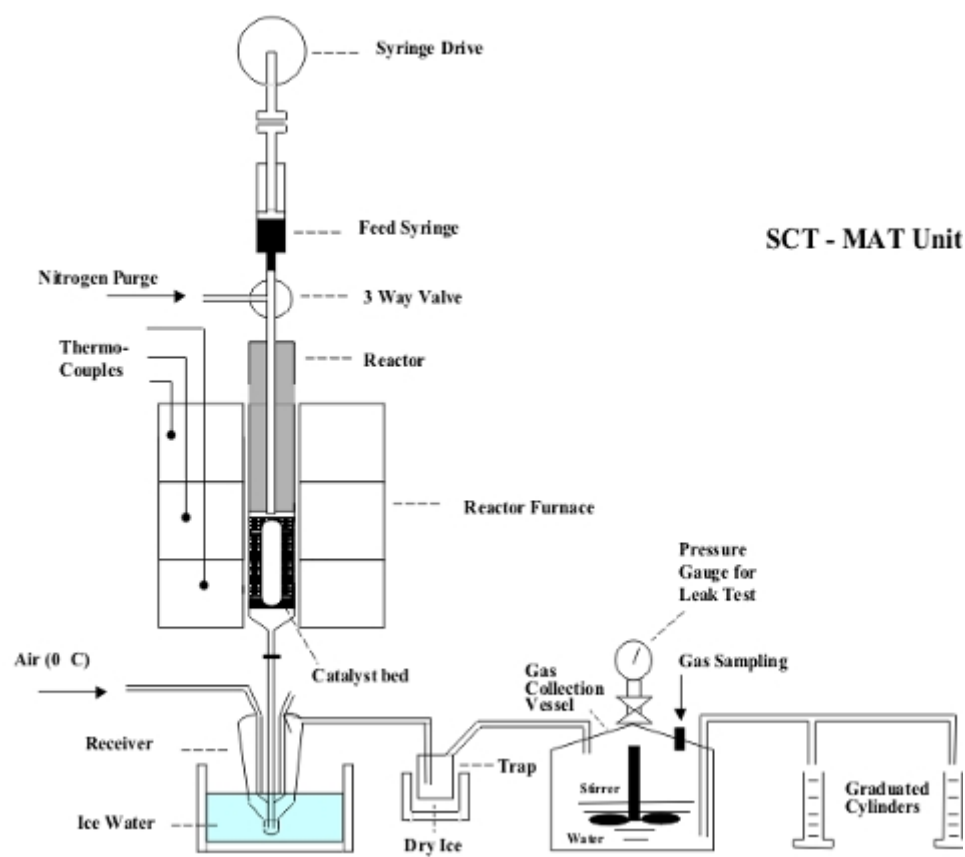 Syringe Drive
Feed Syringe
SCT - MAT Unit
Nitrogen Purge
3 Way Valve
Thermo-
Couples
Reactor
Reactor Furnace
Pressure
Gauge for
Leak Test
Air (0 C)
Catalyst bed
Gas
Collection
Vessel
Gas Sampling
Receiver
Trap
Stirrer
Graduated
Cylinders
Ice Water
Water
Dry Ice